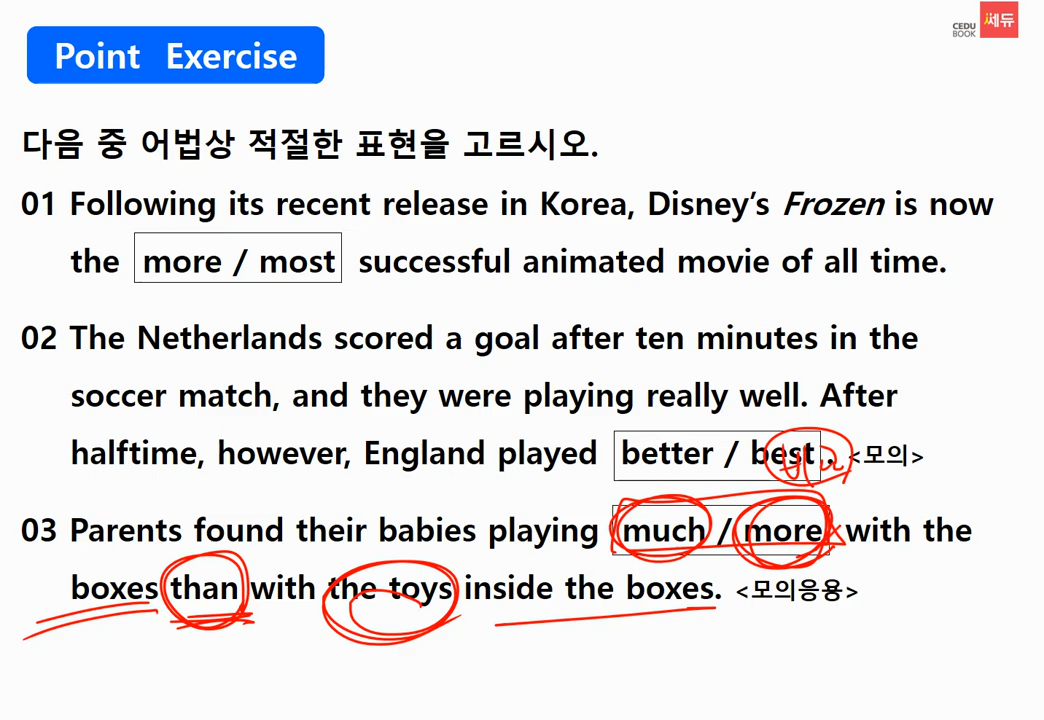 CEDU
BOOK
쎄듀
Point Exercise
다음 중 어법상 적절한 표현을 고르시오.
01 Following its recent release in Korea, Disney’s Frozen is now
the more / most successful animated movie of all time.
02 The Netherlands scored a goal after ten minutes in the
soccer match, and they were playing really well. After
halftime, however, England played better / best . <모의>
비교
03 Parents found their babies playing much / more with the
boxes than with the toys inside the boxes. <모의응용>